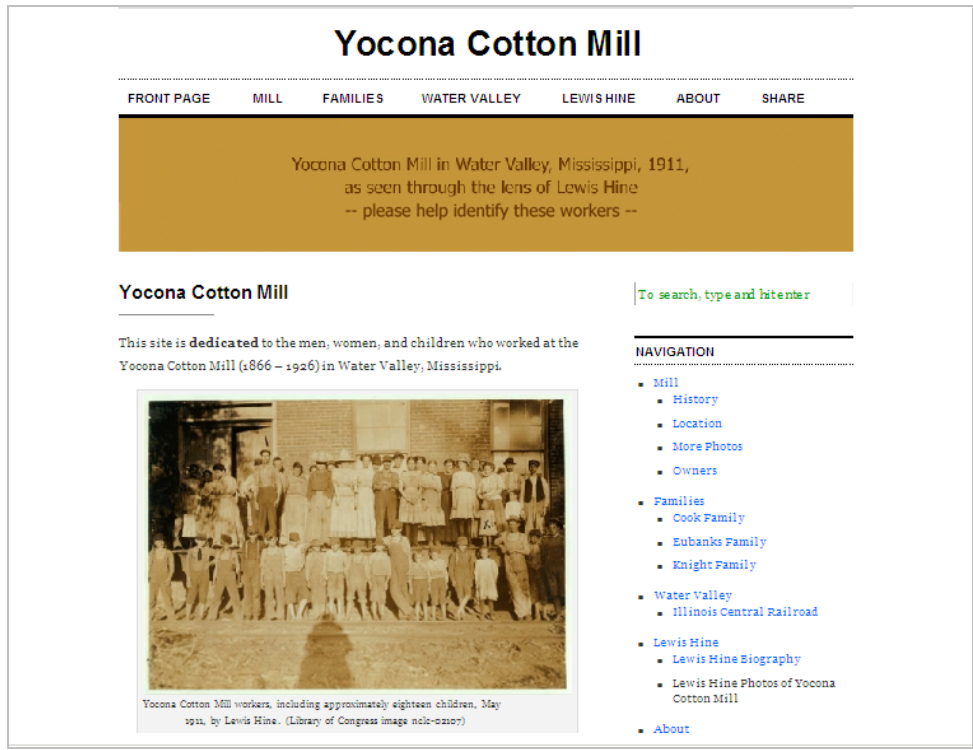 Yocona Cotton Mill
FRONT PAGE MILL FAMILIES WATER VALLEY LEWIS HINE ABOUT SHARE
Yocona Cotton Mill in Water Valley, Mississippi, 1911,
as seen through the lens of Lewis Hine
-- please help identify these workers --
Yocona Cotton Mill
This site is dedicated to the men, women, and children who worked at the
Yocona Cotton Mill (1866 – 1926) in Water Valley, Mississippi.
Yocona Cotton Mill workers, including approximately eighteen children, May
1911, by Lewis Hine. (Library of Congress image nclc-02107)
To search, type and hit enter
NAVIGATION
Mill
History
Location
More Photos
Owners
Families
Cook Family
Eubanks Family
Knight Family
Water Valley
Illinois Central Railroad
Lewis Hine
Lewis Hine Biography
Lewis Hine Photos of Yocona
Cotton Mill
About